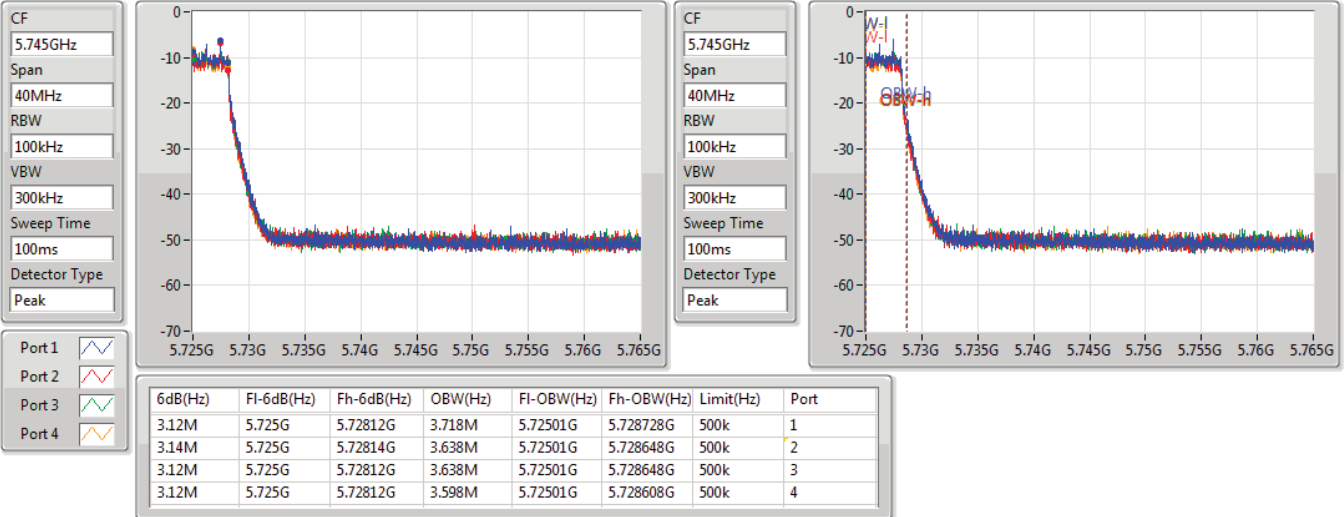 CF
5.745GHz
Span
40MHz
RBW
100kHz
VBW
300kHz
Sweep Time
100ms
Detector Type
Peak
0
-10
-20
-30
-40
-50
-60
-70
5.725G 5.73G 5.735G 5.74G 5.745G 5.75G 5.755G 5.76G 5.765G
CF
5.745GHz
Span
40MHz
RBW
100kHz
VBW
300kHz
Sweep Time
100ms
Detector Type
Peak
0
-10
-20
-30
-40
-50
-60
-70
W-l
W-l
OBW-h
OBW-h
5.725G 5.73G 5.735G 5.74G 5.745G 5.75G 5.755G 5.76G 5.765G
Port 1
Port 2
Port 3
Port 4
6dB(Hz) Fl-6dB(Hz) Fh-6dB(Hz) OBW(Hz) Fl-OBW(Hz) Fh-OBW(Hz) Limit(Hz) Port
3.12M 5.725G 5.72812G 3.718M 5.72501G 5.728728G 500k 1
3.14M 5.725G 5.72814G 3.638M 5.72501G 5.728648G 500k 2
3.12M 5.725G 5.72812G 3.638M 5.72501G 5.728648G 500k 3
3.12M 5.725G 5.72812G 3.598M 5.72501G 5.728608G 500k 4